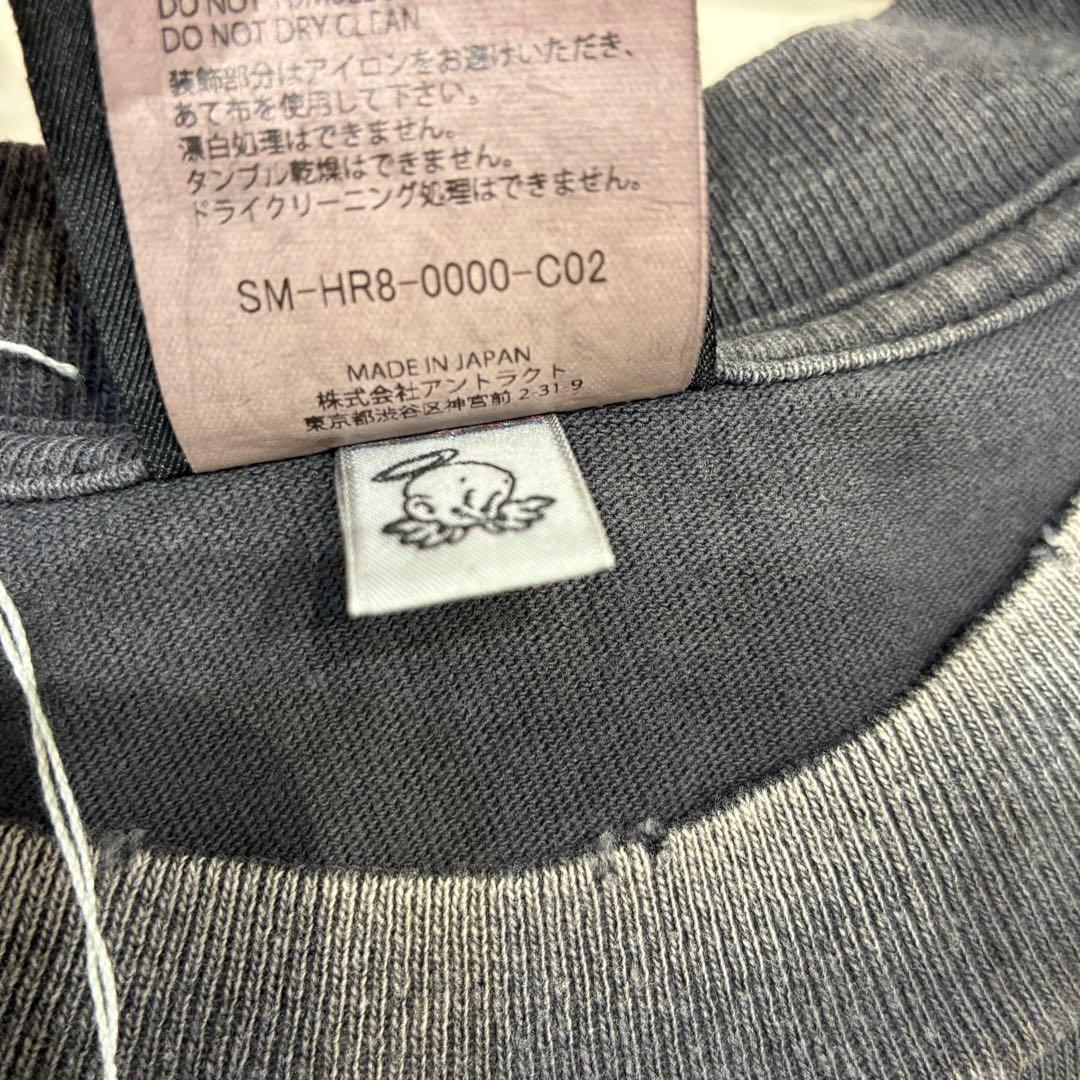 DO NOT TUMBLE
DO NOT DRY CLEAN
装飾部分はアイロンをお避けいただき、
あて布を使用して下さい。
漂白処理はできません。
タンブル乾燥はできません。
ドライクリーニング処理はできません。
SM-HR8-0000-C02
MADE IN JAPAN
株式会社アントラクト
東京都渋谷区神宮前 2-31-9